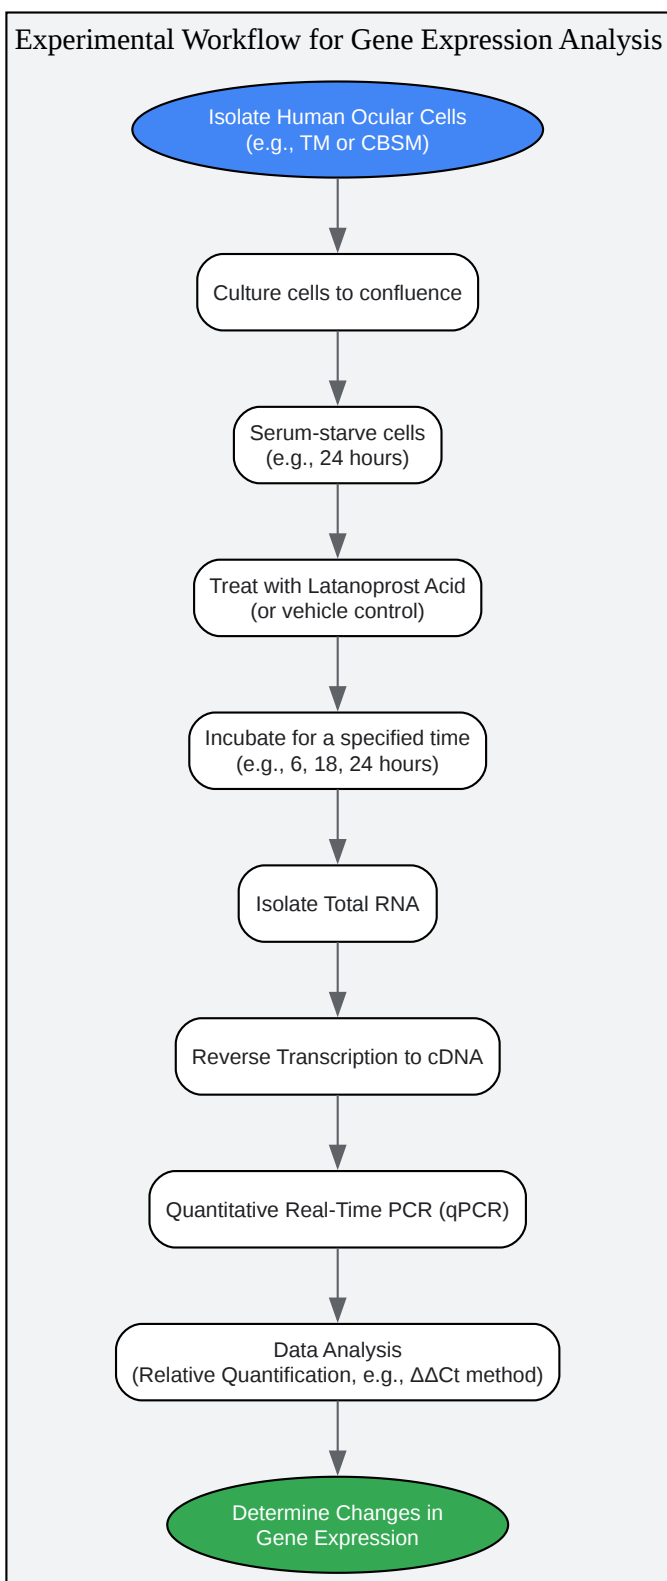 Experimental Workflow for Gene Expression Analysis
Isolate Human Ocular Cells
(e.g., TM or CBSM)
Culture cells to confluence
Serum-starve cells
(e.g., 24 hours)
Treat with Latanoprost Acid
(or vehicle control)
Incubate for a specified time
(e.g., 6, 18, 24 hours)
Isolate Total RNA
Reverse Transcription to cDNA
Quantitative Real-Time PCR (qPCR)
Data Analysis
(Relative Quantification, e.g., ΔΔCt method)
Determine Changes in
Gene Expression